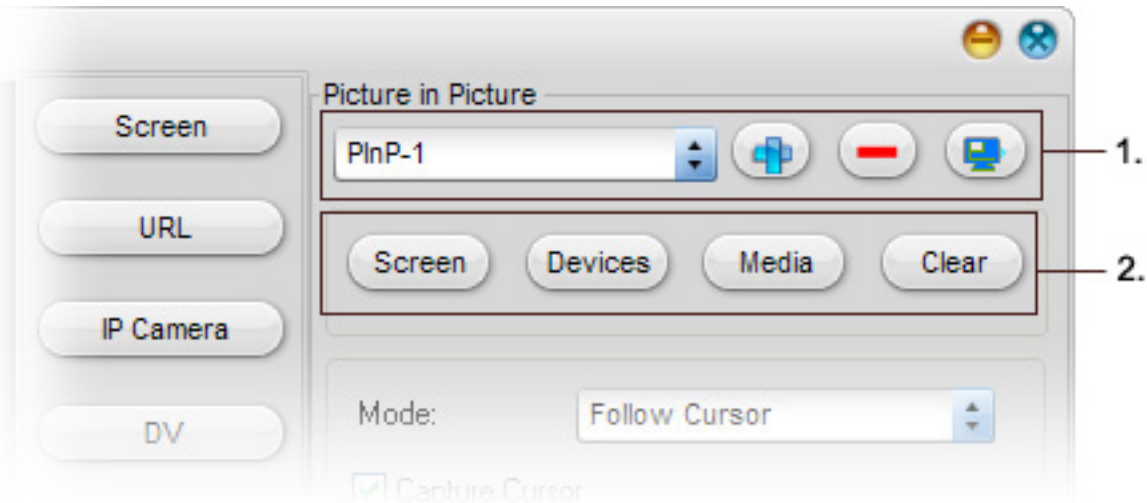 Screen
URL
IP Camera
DV
Picture in Picture
PInP-1
1.
Screen Devices Media Clear
2.
Mode: Follow Cursor
Capture Cursor